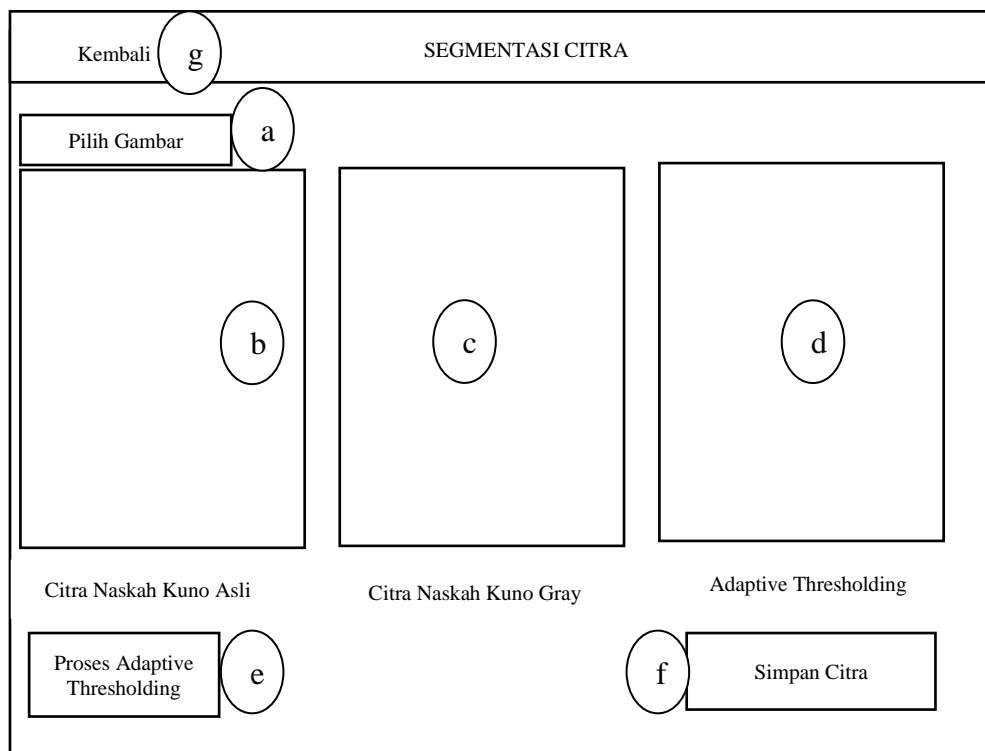 Kembali
g
SEGMENTASI CITRA
Pilih Gambar
a
b
c
d
Citra Naskah Kuno Asli
Citra Naskah Kuno Gray
Adaptive Thresholding
Proses Adaptive
Thresholding
e
f
Simpan Citra